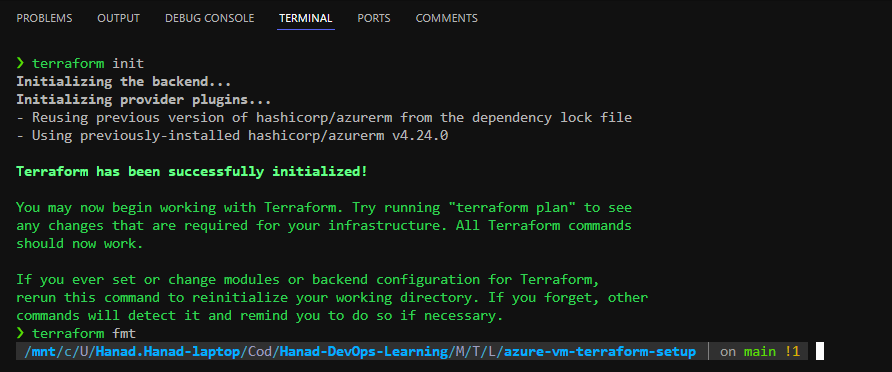 PROBLEMS OUTPUT DEBUG CONSOLE TERMINAL PORTS COMMENTS
❯ terraform init
Initializing the backend...
Initializing provider plugins...
- Reusing previous version of hashicorp/azurerm from the dependency lock file
- Using previously-installed hashicorp/azurerm v4.24.0
Terraform has been successfully initialized!
You may now begin working with Terraform. Try running "terraform plan" to see
any changes that are required for your infrastructure. All Terraform commands
should now work.
If you ever set or change modules or backend configuration for Terraform,
rerun this command to reinitialize your working directory. If you forget, other
commands will detect it and remind you to do so if necessary.
❯ terraform fmt
/mnt/c/U/Hanad.Hanad-laptop/Cod/Hanad-DevOps-Learning/M/T/L/azure-vm-terraform-setup on main !1